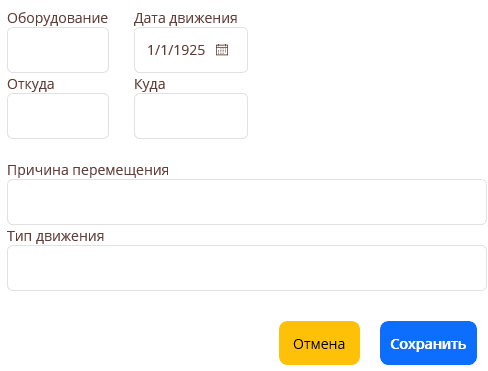 Оборудование Дата движения
1/1/1925
Откуда Куда
Причина перемещения
Тип движения
Отмена Сохранить